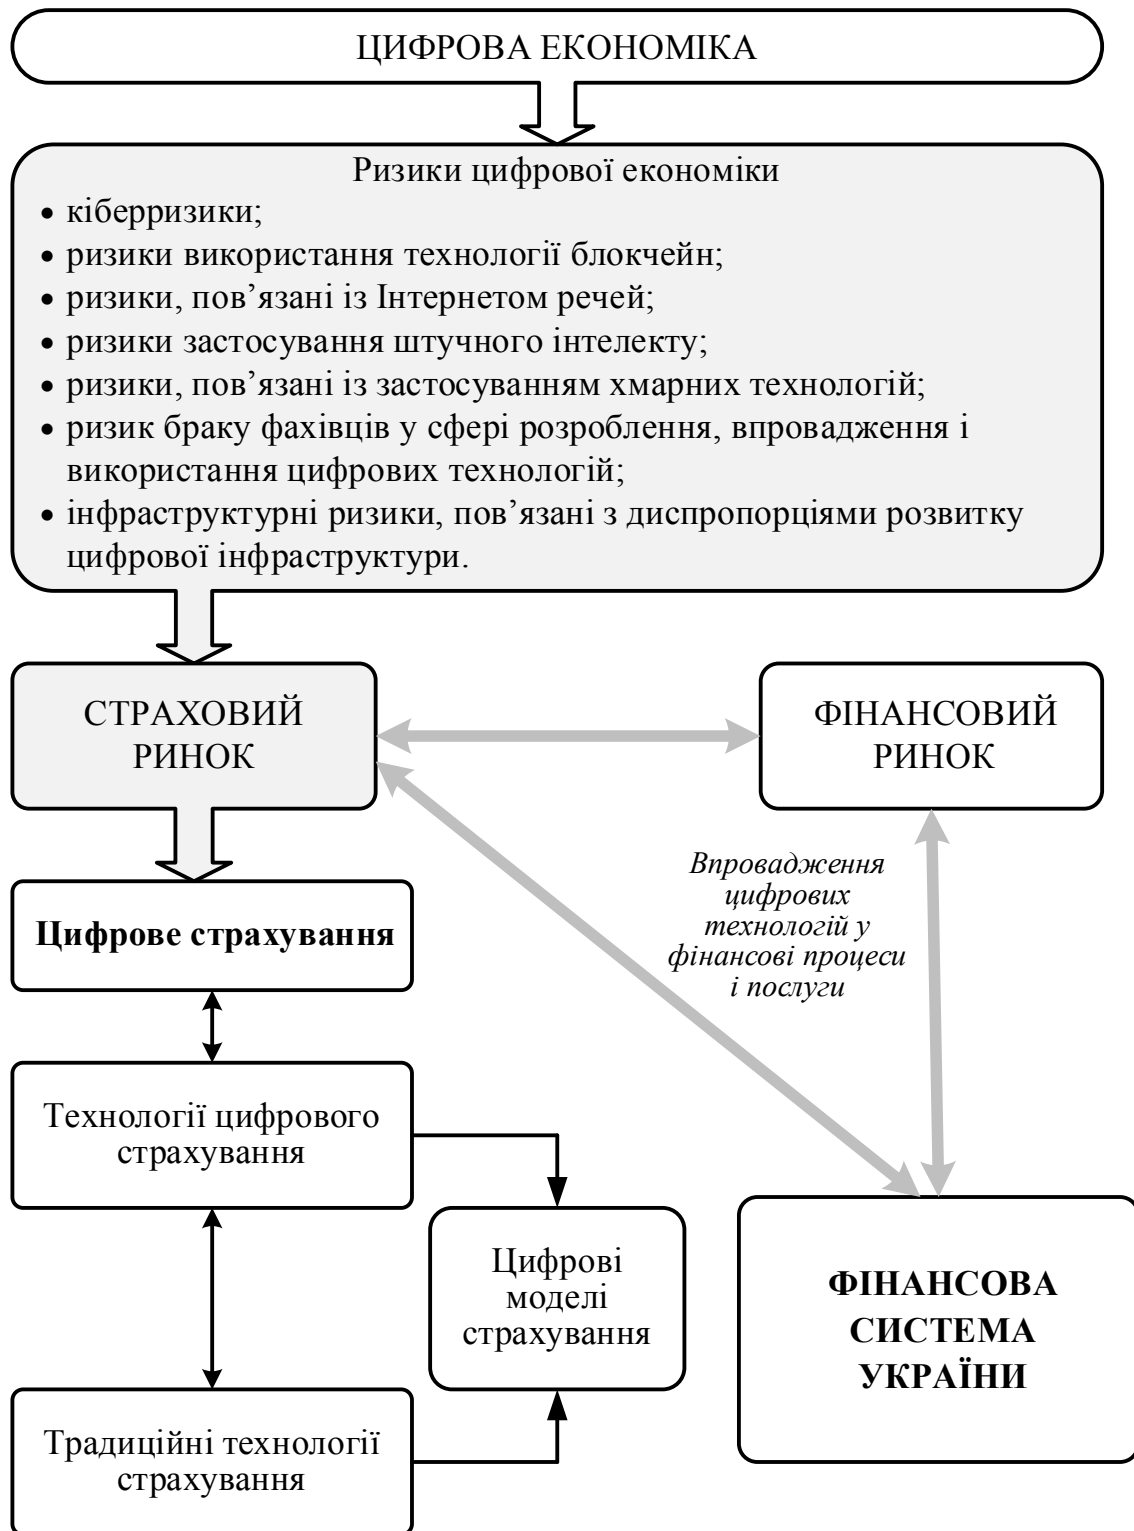 ЦИФРОВА ЕКОНОМІКА
Ризики цифрової економіки
• кіберризики;
• ризики використання технології блокчейн;
• ризики, пов’язані із Інтернетом речей;
• ризики застосування штучного інтелекту;
• ризики, пов’язані із застосуванням хмарних технологій;
• ризик браку фахівців у сфері розроблення, впровадження і
використання цифрових технологій;
• інфраструктурні ризики, пов’язані з диспропорціями розвитку
цифрової інфраструктури.
СТРАХОВИЙ
РИНОК
ФІНАНСОВИЙ
РИНОК
Впровадження
цифрових
технологій у
фінансові процеси
і послуги
Цифрове страхування
Технології цифрового
страхування
Цифрові
моделі
страхування
ФІНАНСОВА
СИСТЕМА
УКРАЇНИ
Традиційні технології
страхування